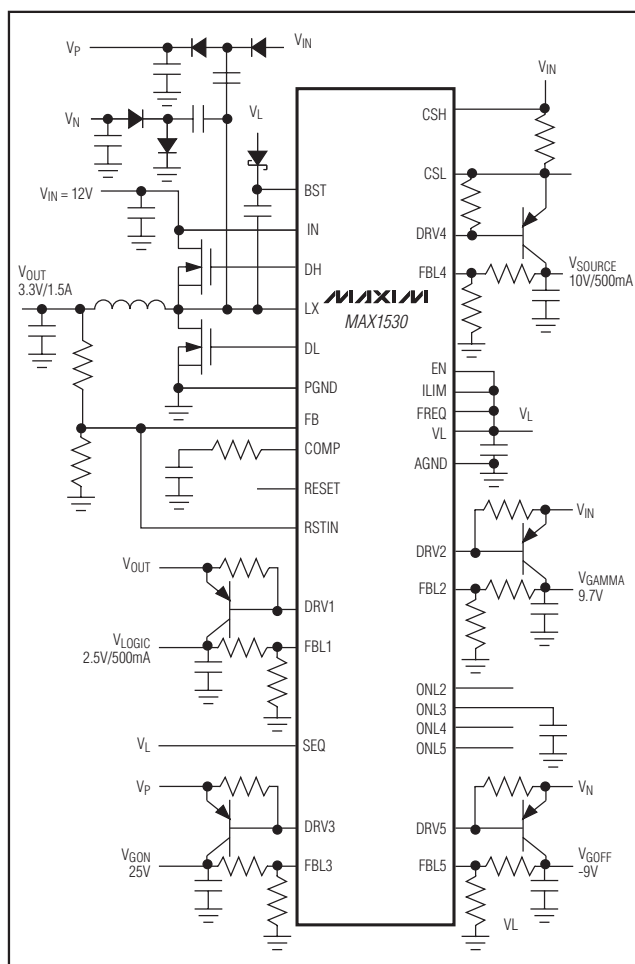 VP
VIN
CSH
VIN
VN
VL
CSL
BST
VIN = 12V
IN
DRV4
DH
FBL4
VSOURCE
10V/500mA
VOUT
3.3V/1.5A
LX
MAXIM
MAX1530
DL
EN
PGND
ILIM
FB
FREQ
VL
VL
COMP
AGND
RESET
RSTIN
VIN
DRV2
VOUT
DRV1
FBL2
VGAMMA
9.7V
VLOGIC
2.5V/500mA
FBL1
ONL2
ONL3
VL
SEQ
ONL4
ONL5
VP
VN
DRV3
DRV5
VGON
25V
FBL3
FBL5
VGOFF
-9V
VL